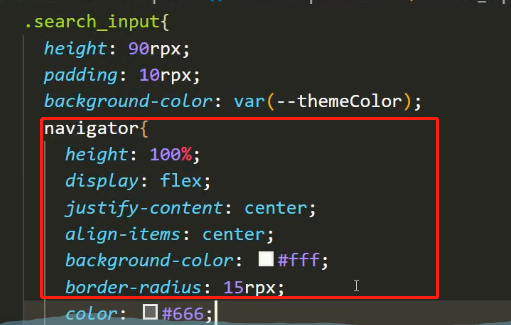 .search_input{
height: 90rpx;
padding: 10rpx;
background-color: var(--themeColor);
navigator{
height: 100%;
display: flex;
justify-content: center;
align-items: center;
background-color: #fff;
border-radius: 15rpx;
color: #666;